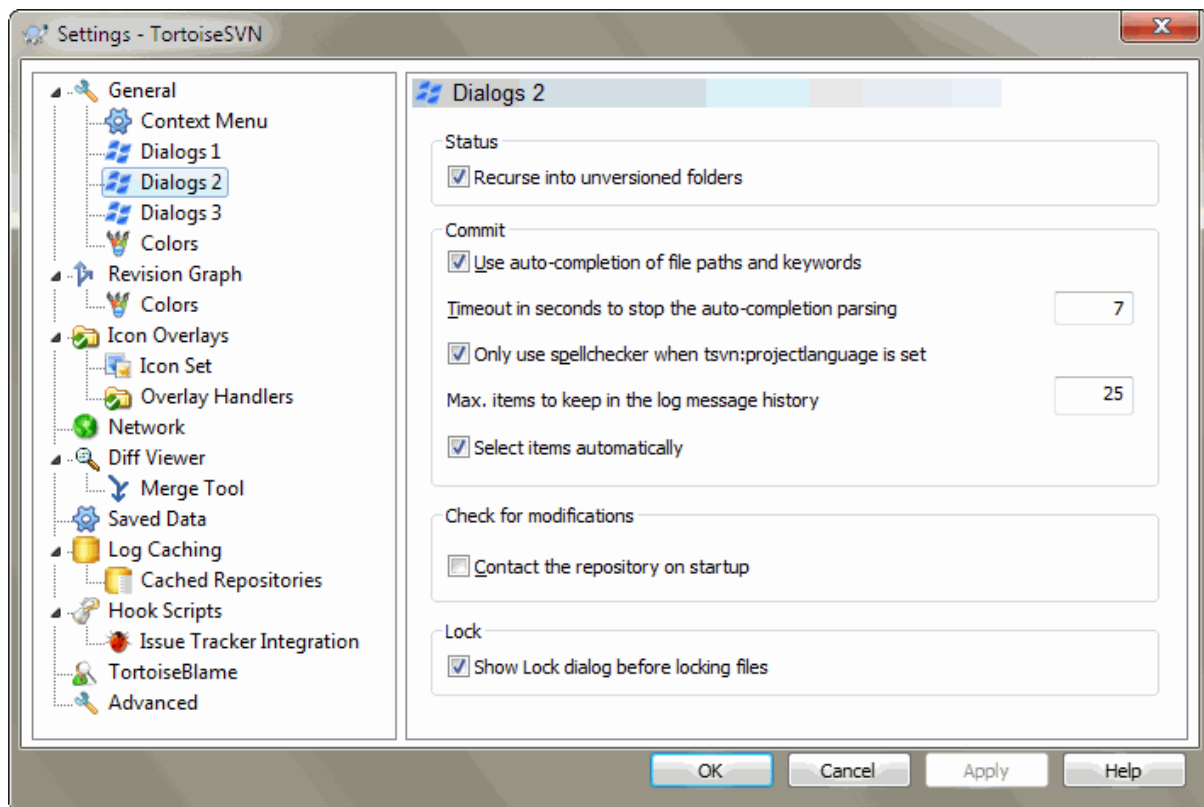 Settings - TortoiseSVN
General
Context Menu
Dialogs 1
Dialogs 2
Dialogs 3
Colors
Revision Graph
Colors
Icon Overlays
Icon Set
Overlay Handlers
Network
Diff Viewer
Merge Tool
Saved Data
Log Caching
Cached Repositories
Hook Scripts
Issue Tracker Integration
TortoiseBlame
Advanced
Dialogs 2
Status
Recurse into unversioned folders
Commit
Use auto-completion of file paths and keywords
Timeout in seconds to stop the auto-completion parsing 7
Only use spellchecker when tsvn:projectlanguage is set
Max. items to keep in the log message history 25
Select items automatically
Check for modifications
Contact the repository on startup
Lock
Show Lock dialog before locking files
OK Cancel Apply Help